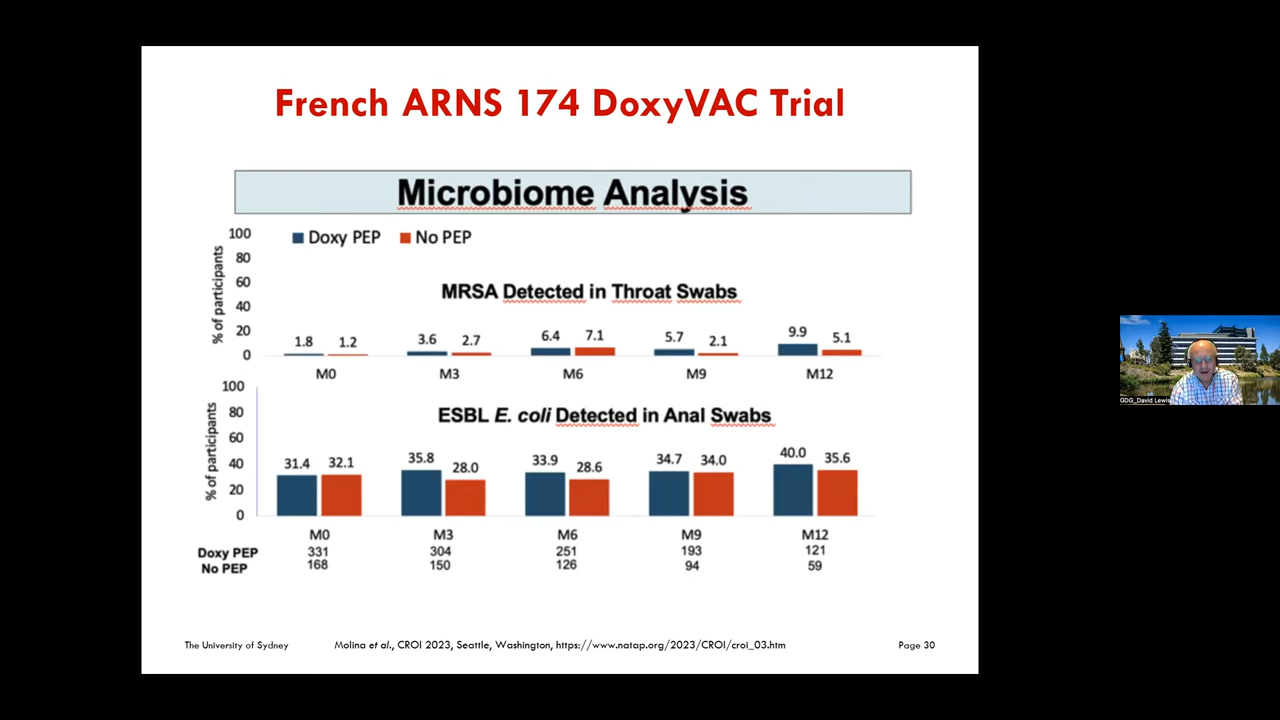 French ARNS 174 DoxyVAC Trial
Microbiome Analysis
Doxy PEP No PEP
% of participants
100
80
60
40
20
0
MRSA Detected in Throat Swabs
1.8 1.2 3.6 2.7 6.4 7.1 5.7 2.1 9.9 5.1
M0 M3 M6 M9 M12
% of participants
100
80
60
40
20
0
ESBL E. coli Detected in Anal Swabs
31.4 32.1 35.8 28.0 33.9 28.6 34.7 34.0 40.0 35.6
M0 M3 M6 M9 M12
Doxy PEP 331 304 251 193 121
No PEP 168 150 126 94 59
The University of Sydney Molina et al., CROI 2023, Seattle, Washington, https://www.natap.org/2023/CROI/croi_03.htm Page 30
GDG_David Lewis